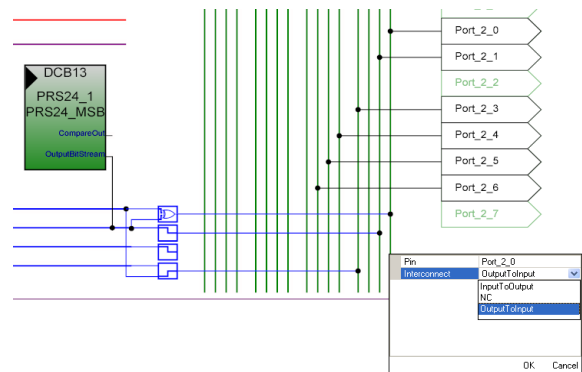 DCB13
PRS24_1
PRS24_MSB
CompareOut
OutputBitStream
Port_2_0
Port_2_1
Port_2_2
Port_2_3
Port_2_4
Port_2_5
Port_2_6
Port_2_7
Pin Port_2_0
Interconnect OutputToInput
InputToOutput
NC
OutputToInput
OK Cancel